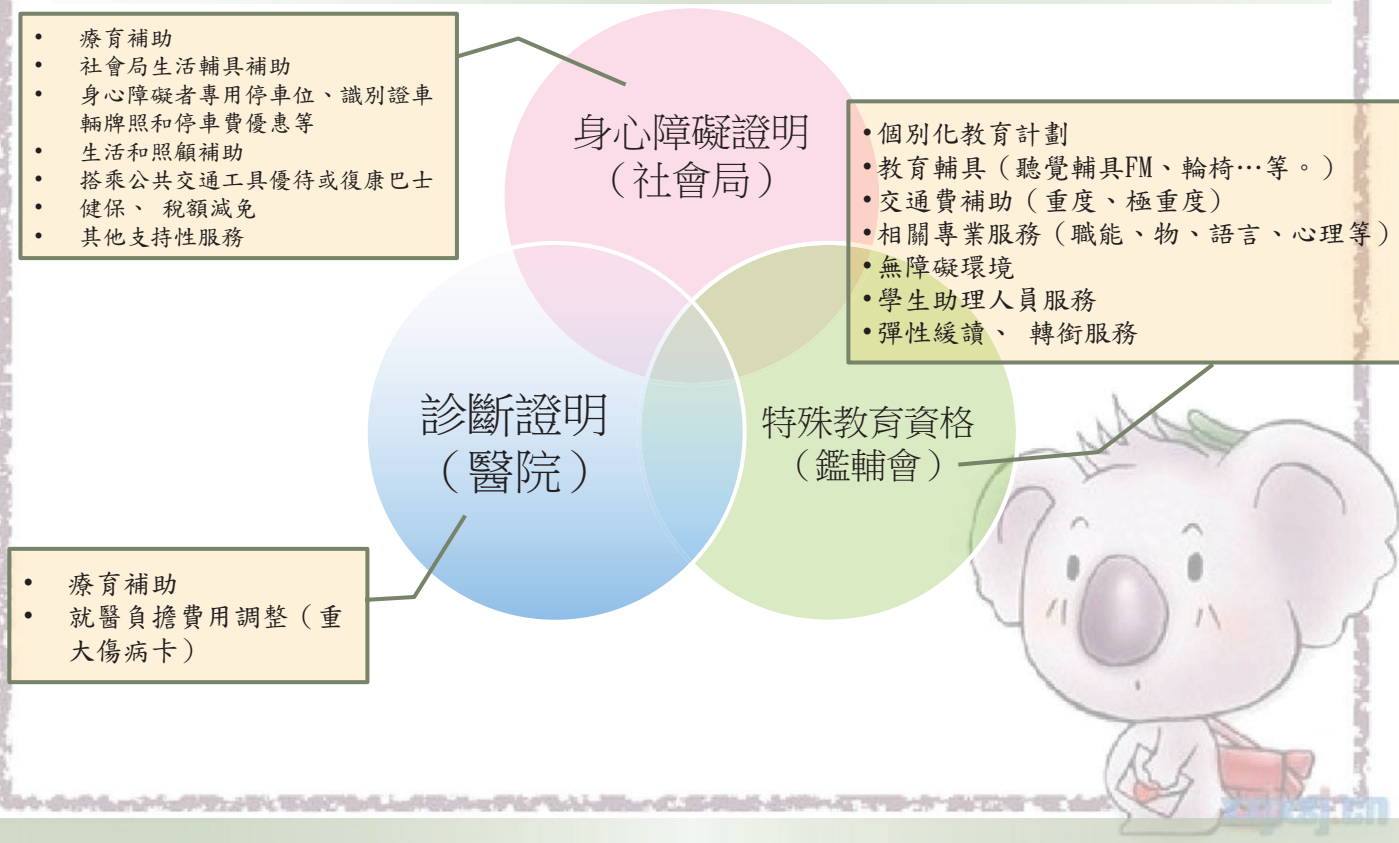 • 療育補助
• 社會局生活輔具補助
• 身心障礙者專用停車位、識別證車
輛牌照和停車費優惠等
• 生活和照顧補助
• 搭乘公共交通工具優待或復康巴士
• 健保、 稅額減免
• 其他支持性服務
身心障礙證明
（社會局）
•個別化教育計劃
•教育輔具（聽覺輔具FM、輪椅…等。）
•交通費補助（重度、極重度）
•相關專業服務（職能、物、語言、心理等）
•無障礙環境
•學生助理人員服務
•彈性緩讀、 轉銜服務
診斷證明
（醫院）
特殊教育資格
（鑑輔會）
• 療育補助
• 就醫負擔費用調整（重
大傷病卡）